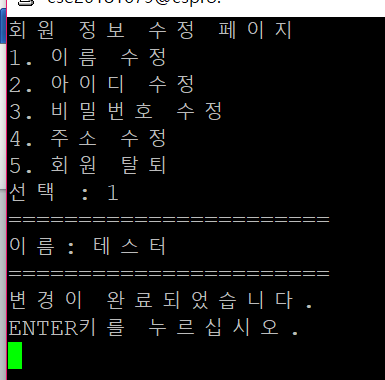 회원 정보 수정 페이지
1. 이름 수정
2. 아이디 수정
3. 비밀번호 수정
4. 주소 수정
5. 회원 탈퇴
선택 : 1
=======================
이름 : 테스터
=======================
변경이 완료되었습니다.
ENTER키를 누르십시오.